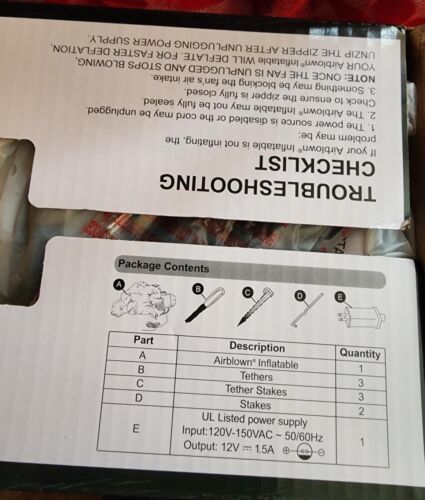 TROUBLESHOOTING
CHECKLIST
If your Airblown® Inflatable is not inflating, the
problem may be:
1. The power source is disabled or the cord may be unplugged.
2. The Airblown® Inflatable may not be fully sealed.
Check to ensure the zipper is fully closed.
3. Something may be blocking the fan's air intake.
NOTE: ONCE THE FAN IS UNPLUGGED AND STOPS BLOWING,
YOUR Airblown® Inflatable WILL DEFLATE. FOR FASTER DEFLATION,
UNZIP THE ZIPPER AFTER UNPLUGGING POWER SUPPLY.
Package Contents
A B C D E
Part Description Quantity
A Airblown® Inflatable 1
B Tethers 3
C Tether Stakes 3
D Stakes 2
E UL Listed power supply
Input:120V-150VAC ~ 50/60Hz
Output: 12V ⎓ 1.5A 1